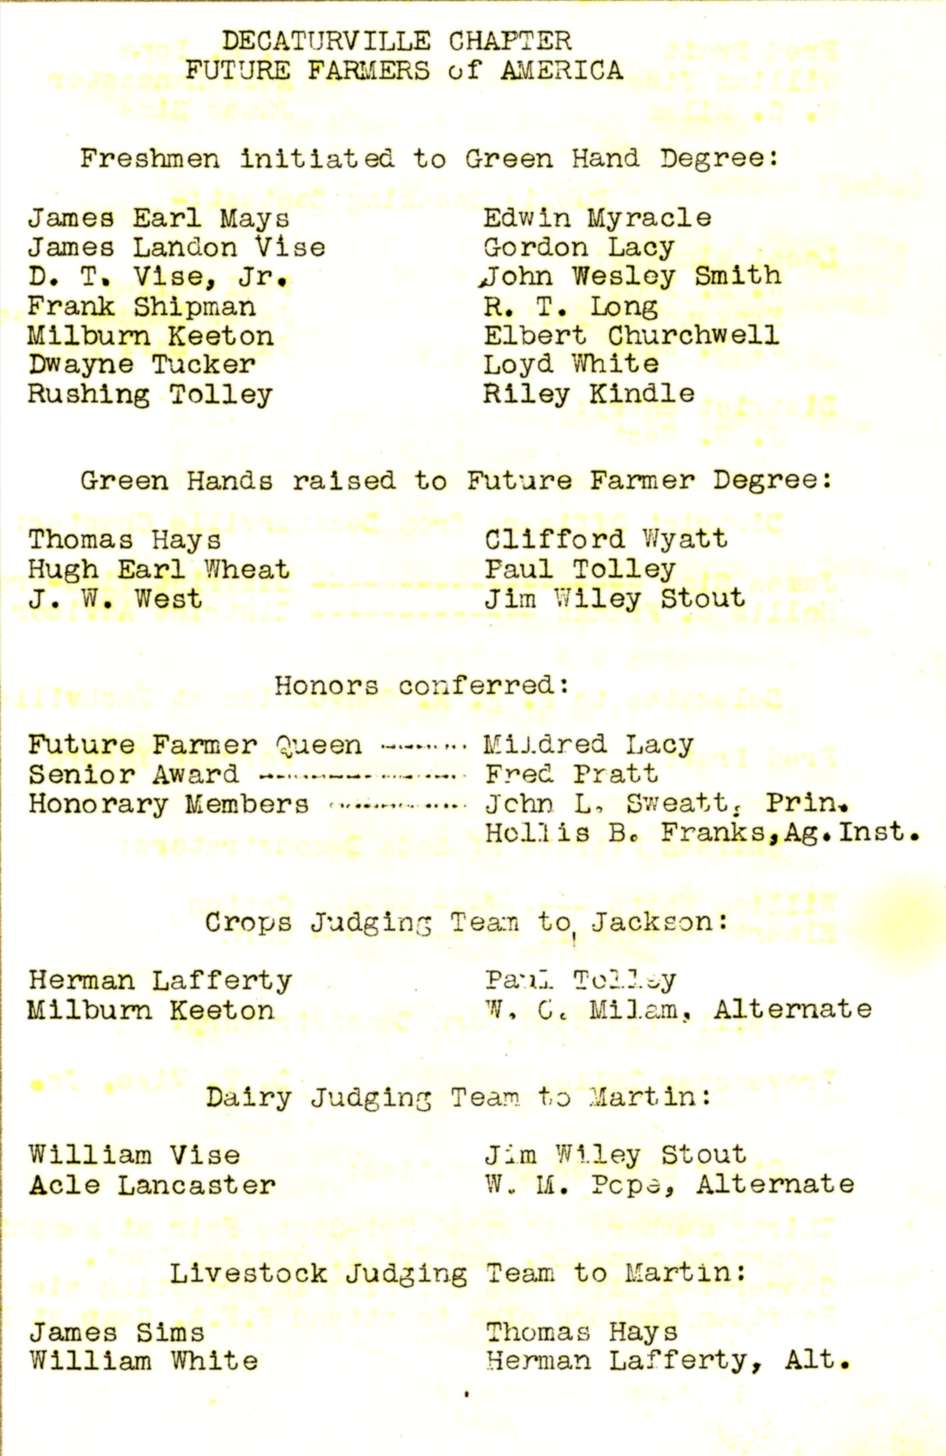 DECATURVILLE CHAPTER
FUTURE FARMERS of AMERICA
Freshmen initiated to Green Hand Degree:
James Earl Mays Edwin Myracle
James Landon Vise Gordon Lacy
D. T. Vise, Jr. John Wesley Smith
Frank Shipman R. T. Long
Milburn Keeton Elbert Churchwell
Dwayne Tucker Loyd White
Rushing Tolley Riley Kindle
Green Hands raised to Future Farmer Degree:
Thomas Hays Clifford Wyatt
Hugh Earl Wheat Paul Tolley
J. W. West Jim Wiley Stout
Honors conferred:
Future Farmer Queen -------- Mildred Lacy
Senior Award ----------------- Fred Pratt
Honorary Members ------------ John L. Sweatt, Prin.
Hollis B. Franks,Ag.Inst.
Crops Judging Team to Jackson:
Herman Lafferty Paul Tolley
Milburn Keeton W. C. Milam, Alternate
Dairy Judging Team to Martin:
William Vise Jim Wiley Stout
Acle Lancaster W. M. Pope, Alternate
Livestock Judging Team to Martin:
James Sims Thomas Hays
William White Herman Lafferty, Alt.